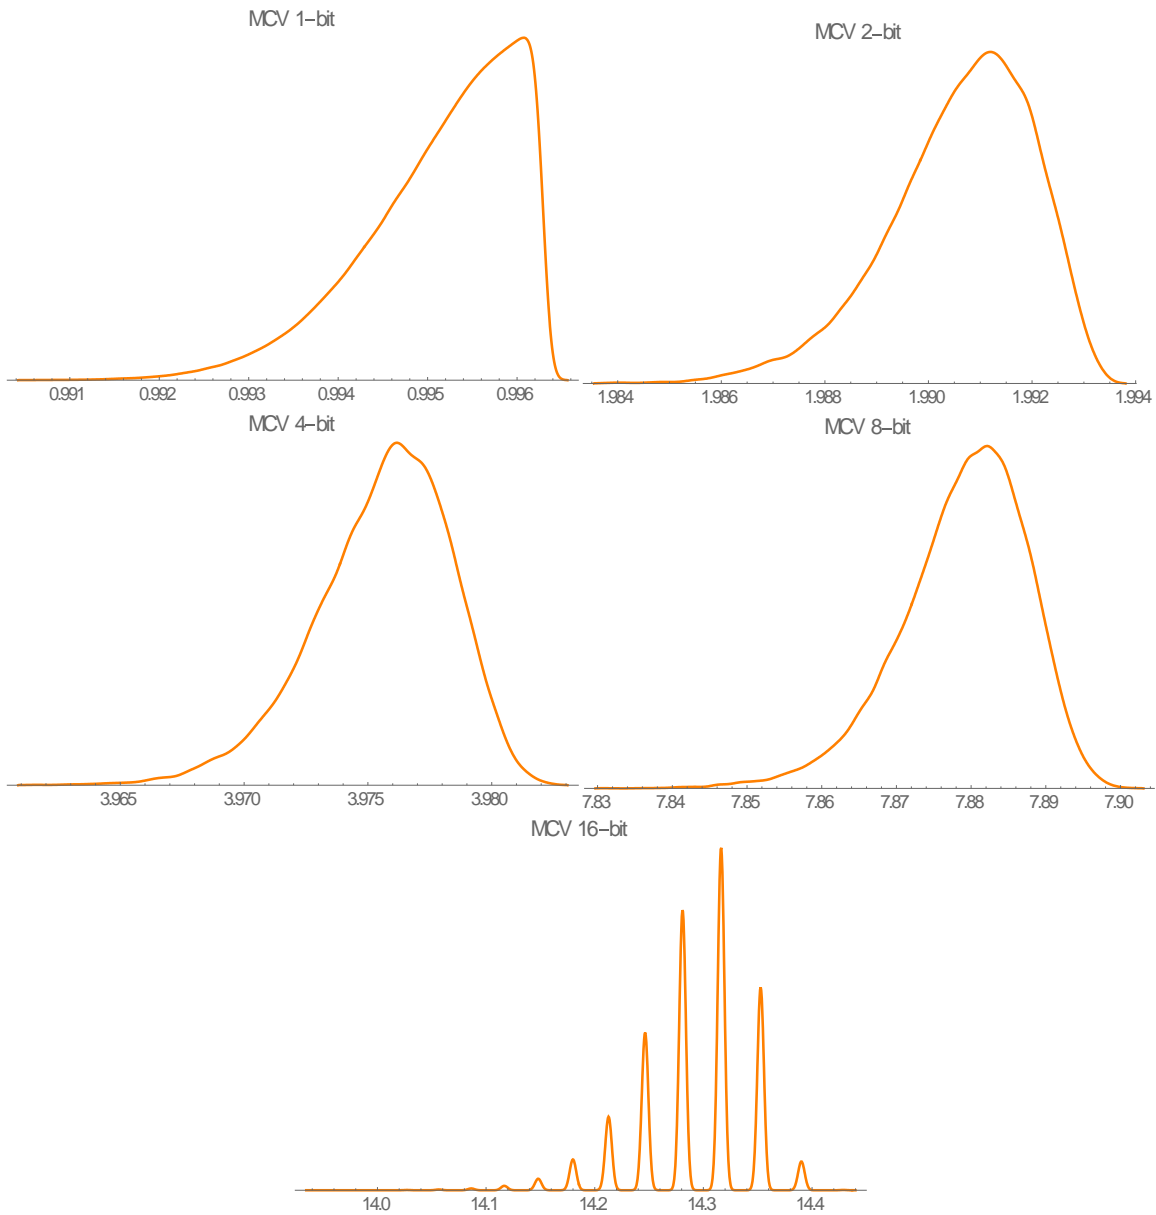 MCV 1–bit
MCV 2–bit
0.991 0.992 0.993 0.994 0.995 0.996
1.984 1.986 1.988 1.990 1.992 1.994
MCV 4–bit
MCV 8–bit
3.965 3.970 3.975 3.980
7.83 7.84 7.85 7.86 7.87 7.88 7.89 7.90
MCV 16–bit
14.0 14.1 14.2 14.3 14.4